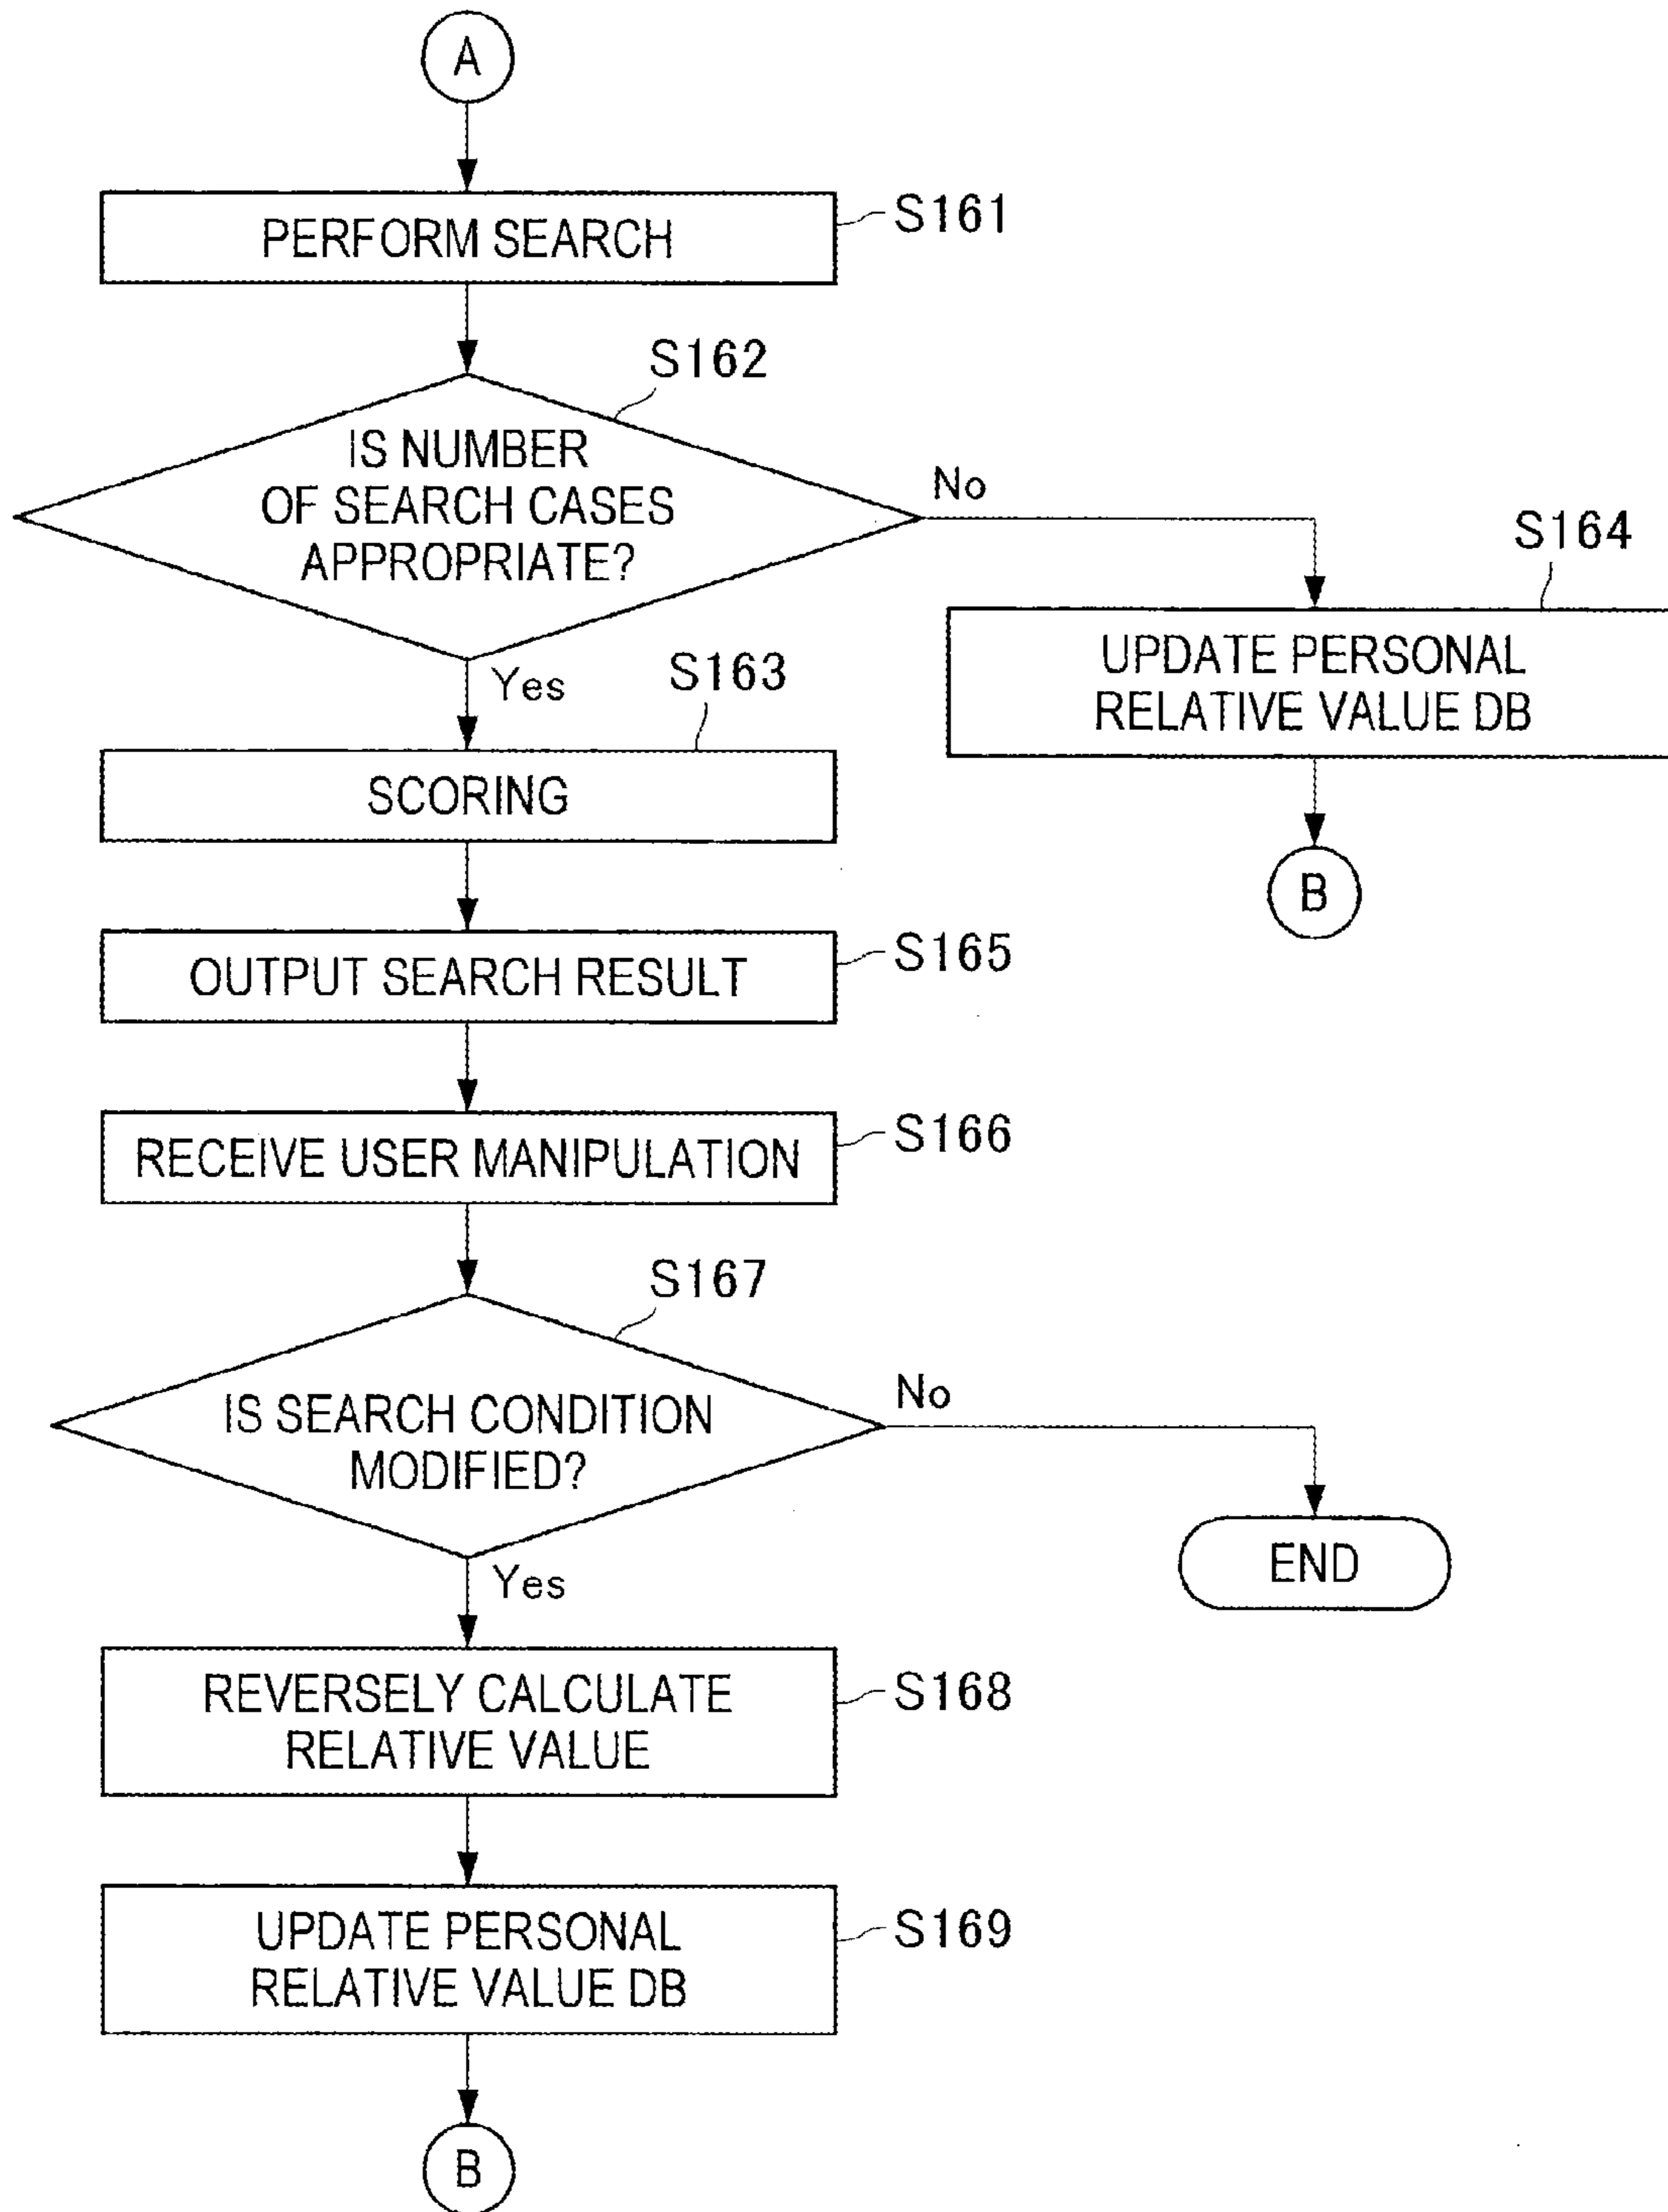 A
PERFORM SEARCH
S161
S162
IS NUMBER
OF SEARCH CASES
APPROPRIATE?
No
Yes
S164
UPDATE PERSONAL
RELATIVE VALUE DB
B
S163
SCORING
OUTPUT SEARCH RESULT
S165
RECEIVE USER MANIPULATION
S166
S167
IS SEARCH CONDITION
MODIFIED?
No
END
Yes
REVERSELY CALCULATE
RELATIVE VALUE
S168
UPDATE PERSONAL
RELATIVE VALUE DB
S169
B